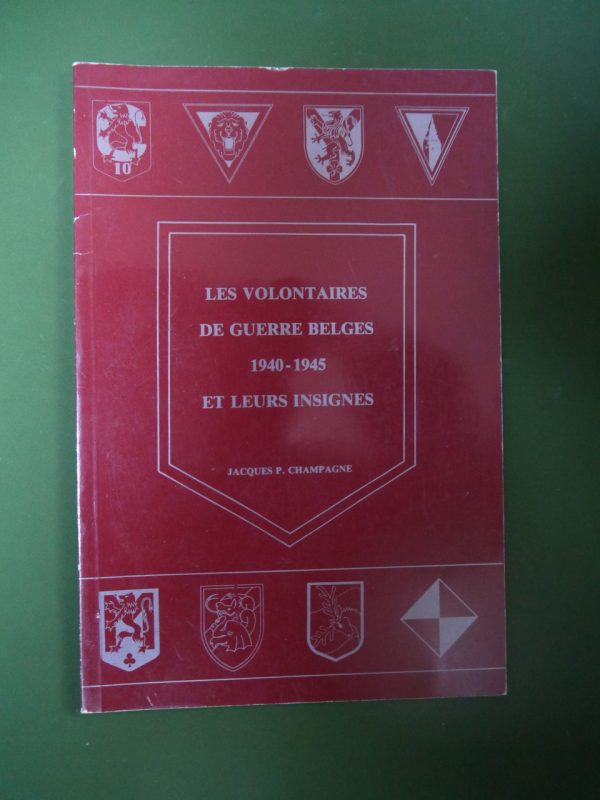 10
LES VOLONTAIRES
DE GUERRE BELGES
1940-1945
ET LEURS INSIGNES
JACQUES P. CHAMPAGNE